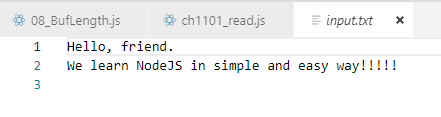 08_BufLength.js ch1101_read.js input.txt ×
1 Hello, friend.
2 We learn NodeJS in simple and easy way!!!!!
3